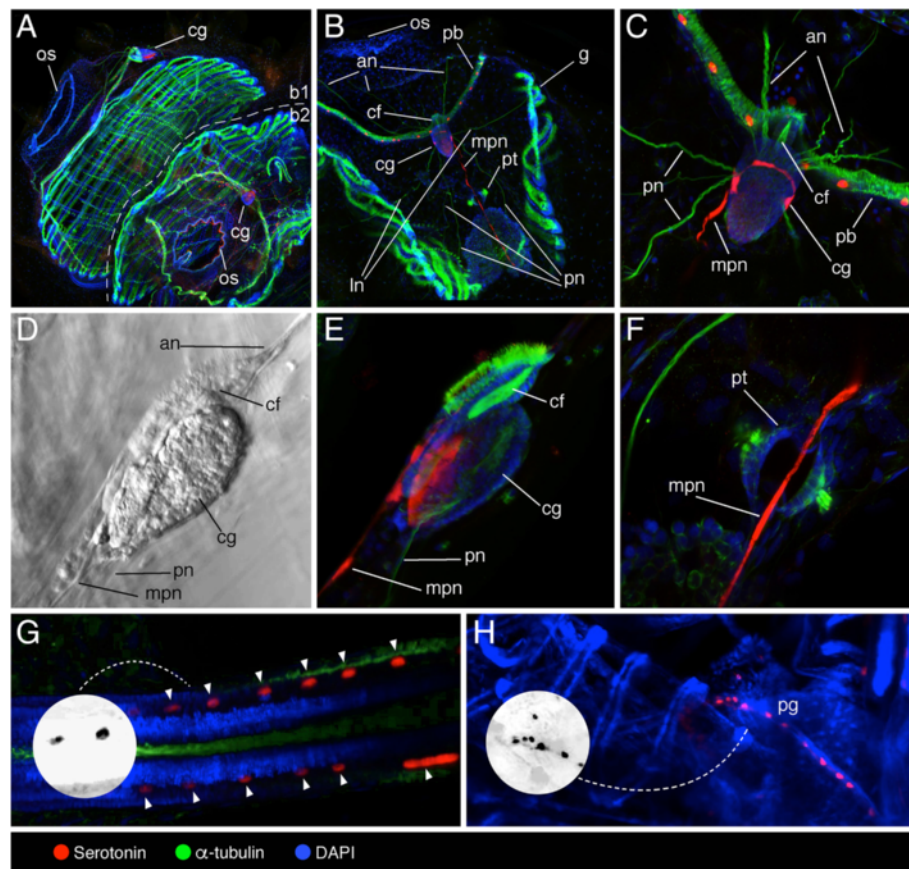 A
cg
os
b1
b2
cg
os
B
os
pb
g
an
cf
mpn
pt
cg
ln
pn
C
an
pn
cf
pb
mpn
cg
D
an
cf
cg
pn
mpn
E
cf
cg
pn
mpn
F
pt
mpn
G
H
pg
Serotonin α-tubulin DAPI